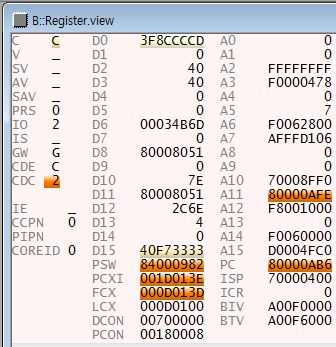 B::Register.view
C C D0 3F8CCCCD A0 0
V _ D1 0 A1 0
SV _ D2 40 A2 FFFFFFFF
AV _ D3 40 A3 F0000478
SAV _ D4 0 A4 0
PRS 0 D5 0 A5 7
IO 2 D6 00034B6D A6 F0062800
IS _ D7 0 A7 AFFFD106
GW G D8 80008051 A8 0
CDE C D9 0 A9 0
CDC 2 D10 7E A10 70008FF0
D11 80008051 A11 80000AFE
IE _ D12 2C6E A12 F8001000
CCPN 0 D13 4 A13 0
PIPN D14 0 A14 F0060000
COREID 0 D15 40F73333 A15 D0004FC0
PSW 84000982 PC 80000AB6
PCXI 001D013E ISP 70000400
FCX 000D013D ICR 0
LCX 000D0100 BIV A00F0000
DCON 00700000 BTV A00F6000
PCON 00180008